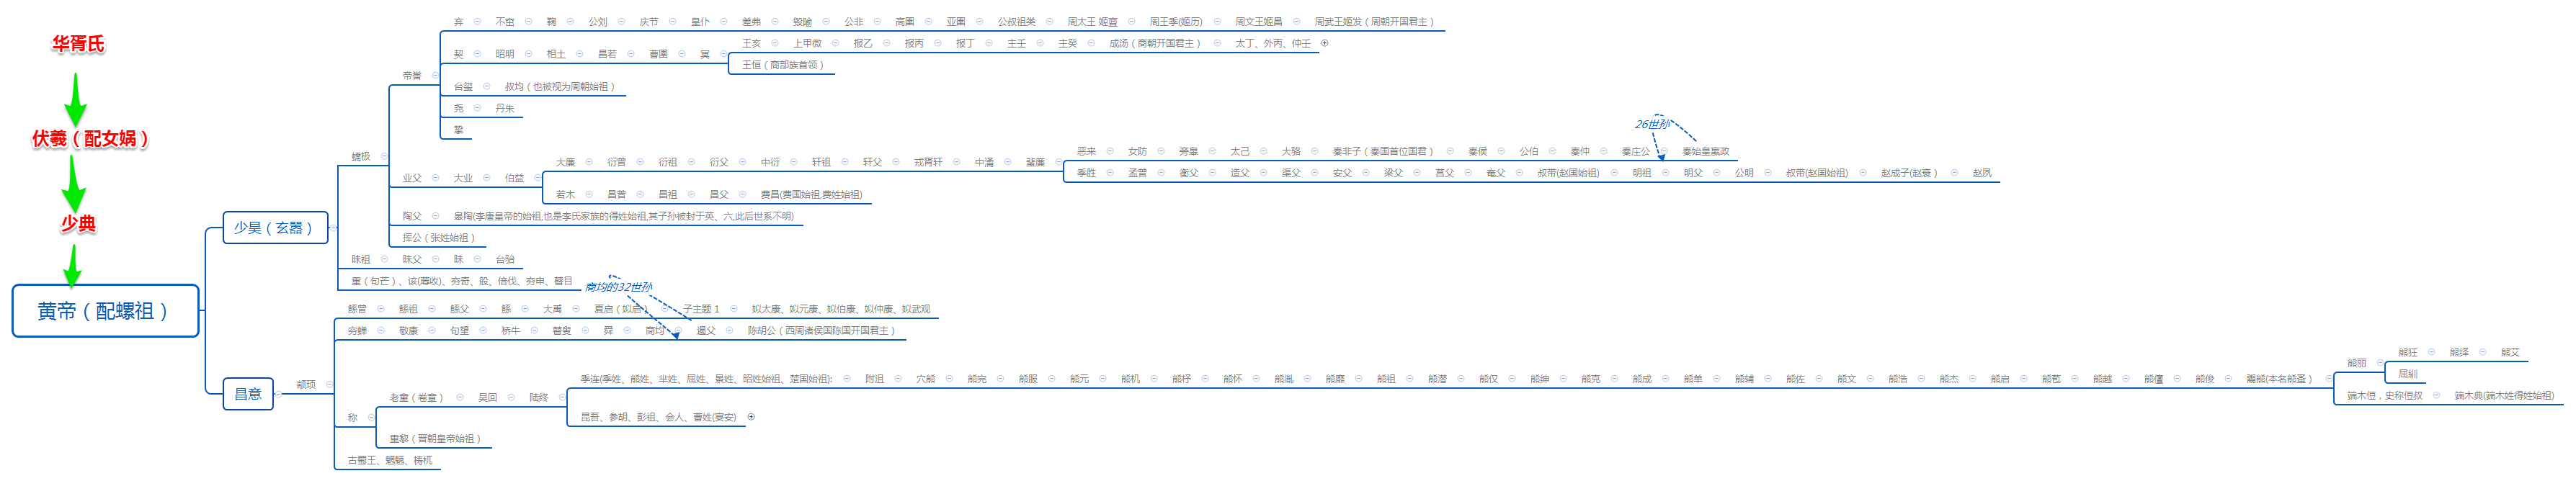 华胥氏
伏羲（配女娲）
少典
黄帝（配螺祖）
少昊（玄嚣）
蟜极
帝喾
弃 不窋 鞠 公刘 庆节 皇仆 差弗 毁隃 公非 高圉 亚圉 公叔祖类 周太王 姬亶 周王季(姬历) 周文王姬昌 周武王姬发（周朝开国君主）
契 昭明 相土 昌若 曹圉 冥
王亥 上甲微 报乙 报丙 报丁 主壬 主癸 成汤（商朝开国君主） 太丁、外丙、仲壬
王恒（商部族首领）
台玺 叔均（也被视为周朝始祖）
尧 丹朱
挚
业父 大业 伯益
大廉 衍曾 衍祖 衍父 中衍 轩祖 轩父 戎胥轩 中潏 蜚廉
恶来 女防 旁皋 太己 大骆 秦非子（秦国首位国君） 秦侯 公伯 秦仲 秦庄公 秦始皇嬴政
26世孙
季胜 孟曾 衡父 造父 渠父 安父 梁父 莒父 奄父 叔带(赵国始祖) 明祖 明父 公明 叔带(赵国始祖) 赵成子(赵衰） 赵夙
若木 昌曾 昌祖 昌父 费昌(费国始祖,费姓始祖)
陶父 皋陶(李唐皇帝的始祖,也是李氏家族的得姓始祖,其子孙被封于英、六,此后世系不明)
挥公（张姓始祖）
昧祖 昧父 昧 台骀
重（句芒）、该(蓐收)、穷奇、般、倍伐、穷申、瞽目
昌意
颛顼
鲧曾 鲧祖 鲧父 鲧 大禹 夏启（姒启） 子主题 1 姒太康、姒元康、姒伯康、姒仲康、姒武观
商均的32世孙
穷蝉 敬康 句望 桥牛 瞽叟 舜 商均 遏父 陈胡公（西周诸侯国陈国开国君主）
称
老童（卷章） 吴回 陆终
季连(季姓、熊姓、芈姓、屈姓、景姓、昭姓始祖、楚国始祖): 附沮 穴熊 熊完 熊服 熊元 熊机 熊杼 熊怀 熊胤 熊靡 熊祖 熊潜 熊仅 熊坤 熊克 熊成 熊单 熊辅 熊佐 熊文 熊浩 熊杰 熊启 熊苞 熊越 熊僵 熊俊 鬻熊(本名熊蚤）
熊丽
熊狂 熊绎 熊艾
屈紃
端木偕，史称偕叔 端木典(端木姓得姓始祖)
昆吾、参胡、彭祖、会人、曹姓(晏安)
重黎（晋朝皇帝始祖）
古蜀王、魍魉、梼杌